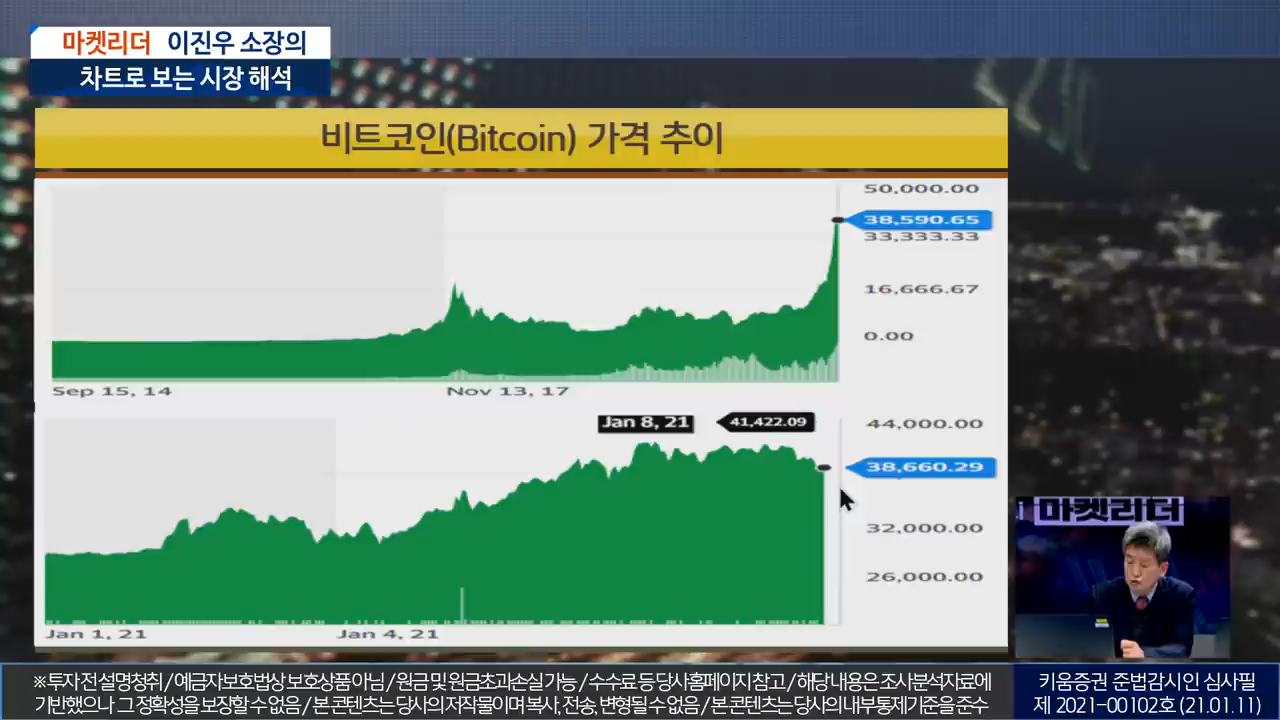 마켓리더 이진우 소장의
차트로 보는 시장 해석
비트코인(Bitcoin) 가격 추이
50,000.00
38,590.65
33,333.33
16,666.67
0.00
Sep 15, 14
Nov 13, 17
Jan 8, 21
41,422.09
44,000.00
38,660.29
32,000.00
26,000.00
Jan 1, 21
Jan 4, 21
마켓리더
※투자 전 설명청취 / 예금자보호법상 보호상품 아님 / 원금 및 원금초과손실 가능 / 수수료 등 당사홈페이지 참고 / 해당 내용은 조사분석자료에
기반했으나 그 정확성을 보장할 수 없음 / 본 콘텐츠는 당사의 저작물이며 복사, 전송, 변형될 수 없음 / 본 콘텐츠는 당사의 내부통제기준을 준수
키움증권 준법감시인 심사필
제 2021-00102호 (21.01.11)